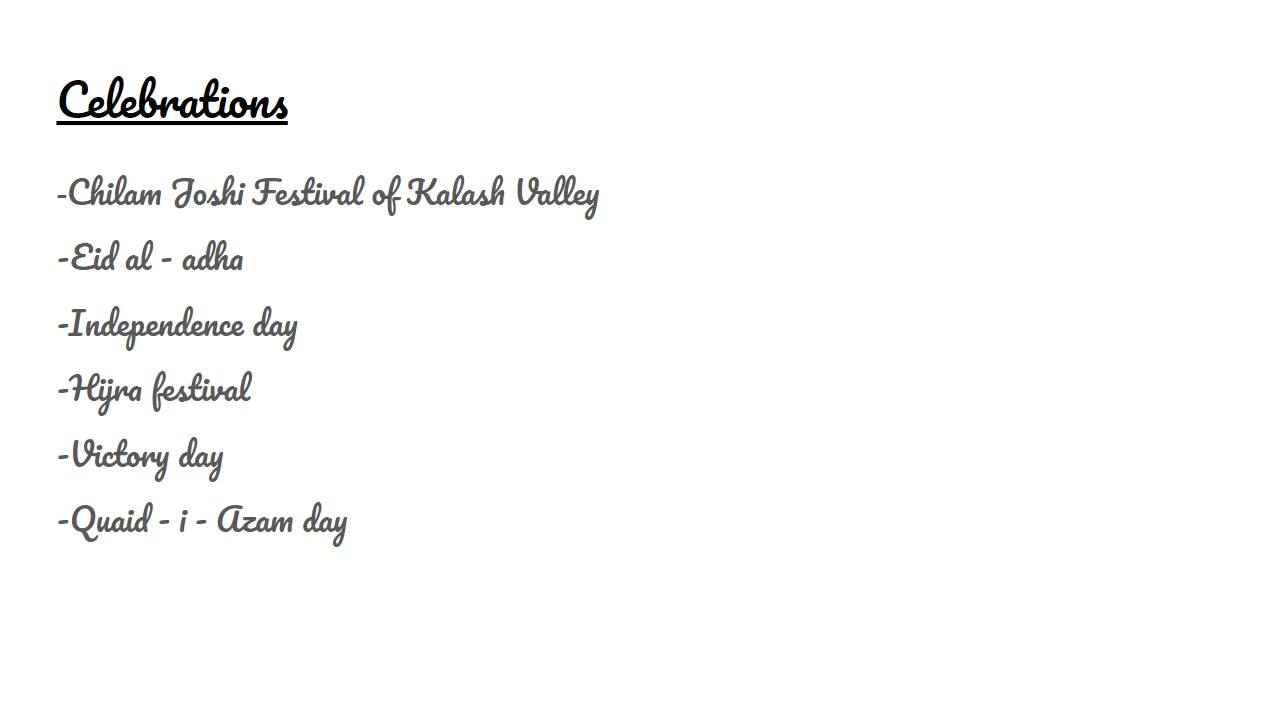 Celebrations
-Chilam Joshi Festival of Kalash Valley
-Eid al - adha
-Independence day
-Hijra festival
-Victory day
-Quaid - i - Azam day